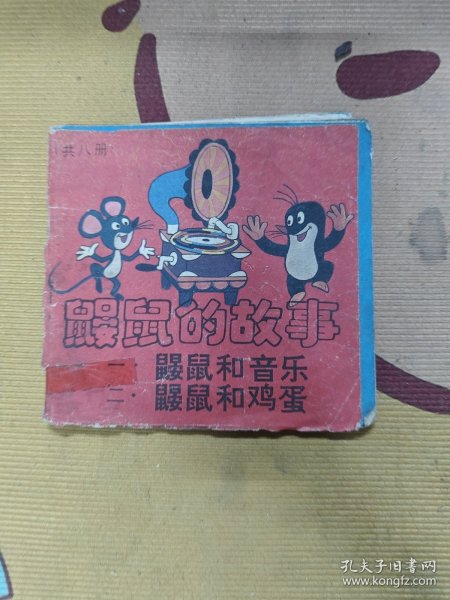 共八册
鼹鼠的故事
一. 鼹鼠和音乐
二. 鼹鼠和鸡蛋
孔夫子旧书网
www.kongfz.com